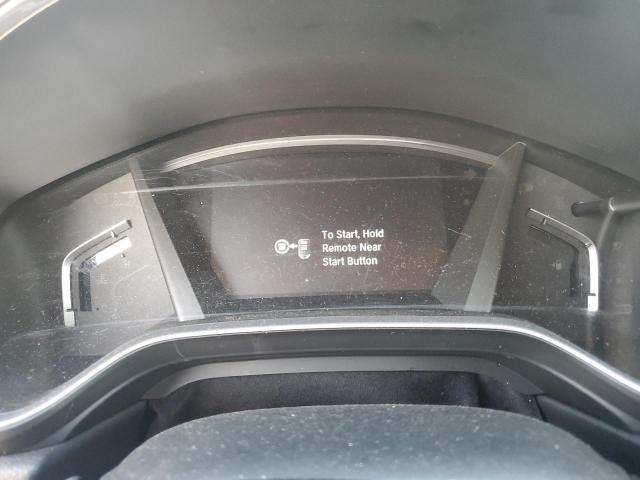 To Start, Hold
Remote Near
Start Button